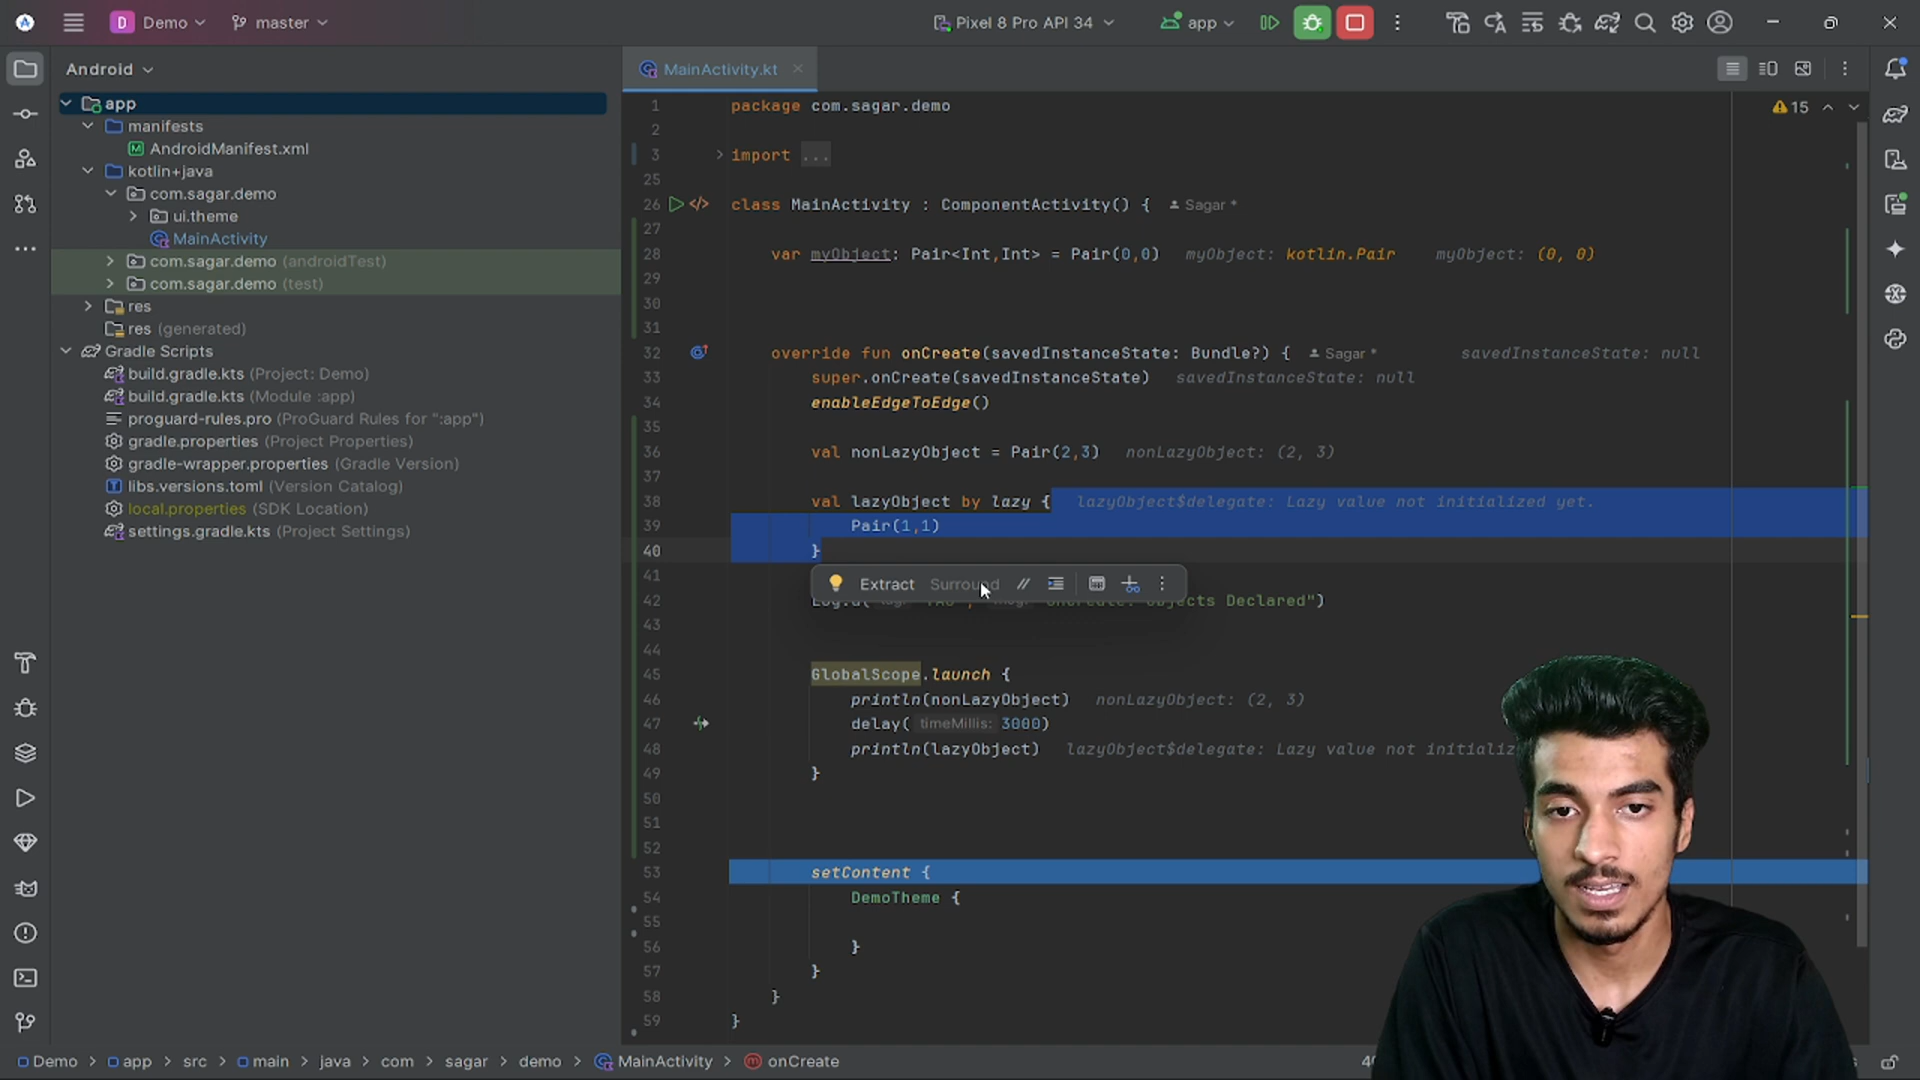 D Demo master Pixel 8 Pro API 34 app
Android
app
manifests
AndroidManifest.xml
kotlin+java
com.sagar.demo
ui.theme
MainActivity
com.sagar.demo (androidTest)
com.sagar.demo (test)
res
res (generated)
Gradle Scripts
build.gradle.kts (Project: Demo)
build.gradle.kts (Module :app)
proguard-rules.pro (ProGuard Rules for ":app")
gradle.properties (Project Properties)
gradle-wrapper.properties (Gradle Version)
libs.versions.toml (Version Catalog)
local.properties (SDK Location)
settings.gradle.kts (Project Settings)
MainActivity.kt
15
1 package com.sagar.demo
2
3 import ...
25
26 class MainActivity : ComponentActivity() { Sagar *
27
28 var myObject: Pair<Int,Int> = Pair(0,0) myObject: kotlin.Pair myObject: (0, 0)
29
30
31
32 override fun onCreate(savedInstanceState: Bundle?) { Sagar * savedInstanceState: null
33 super.onCreate(savedInstanceState) savedInstanceState: null
34 enableEdgeToEdge()
35
36 val nonLazyObject = Pair(2,3) nonLazyObject: (2, 3)
37
38 val lazyObject by lazy { lazyObject$delegate: Lazy value not initialized yet.
39 Pair(1,1)
40 }
41 Extract Surround //
42 Objects Declared")
43
44
45 GlobalScope.launch {
46 println(nonLazyObject) nonLazyObject: (2, 3)
47 delay( timeMillis: 3000)
48 println(lazyObject) lazyObject$delegate: Lazy value not
49 }
50
51
52
53 setContent {
54 DemoTheme {
55
56 }
57 }
58 }
59 }
Demo > app > src > main > java > com > sagar > demo > MainActivity > onCreate